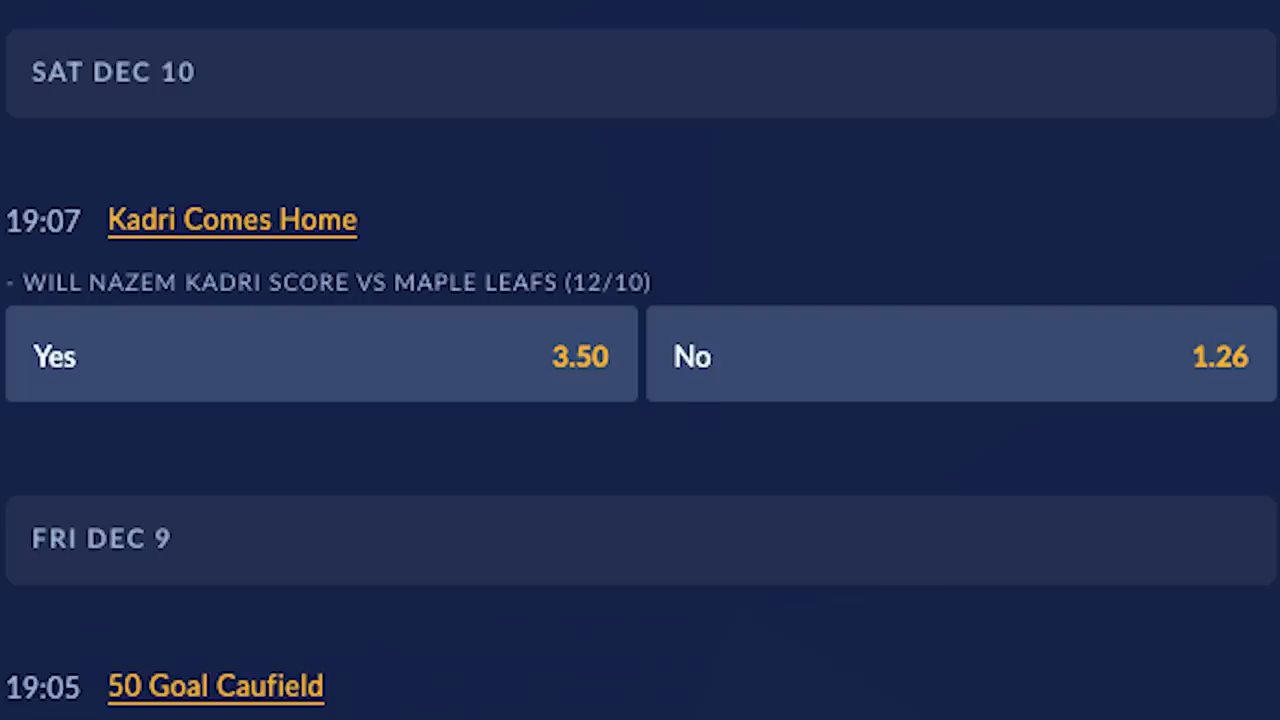 SAT DEC 10
19:07 Kadri Comes Home
- WILL NAZEM KADRI SCORE VS MAPLE LEAFS (12/10)
Yes 3.50 No 1.26
FRI DEC 9
19:05 50 Goal Caufield